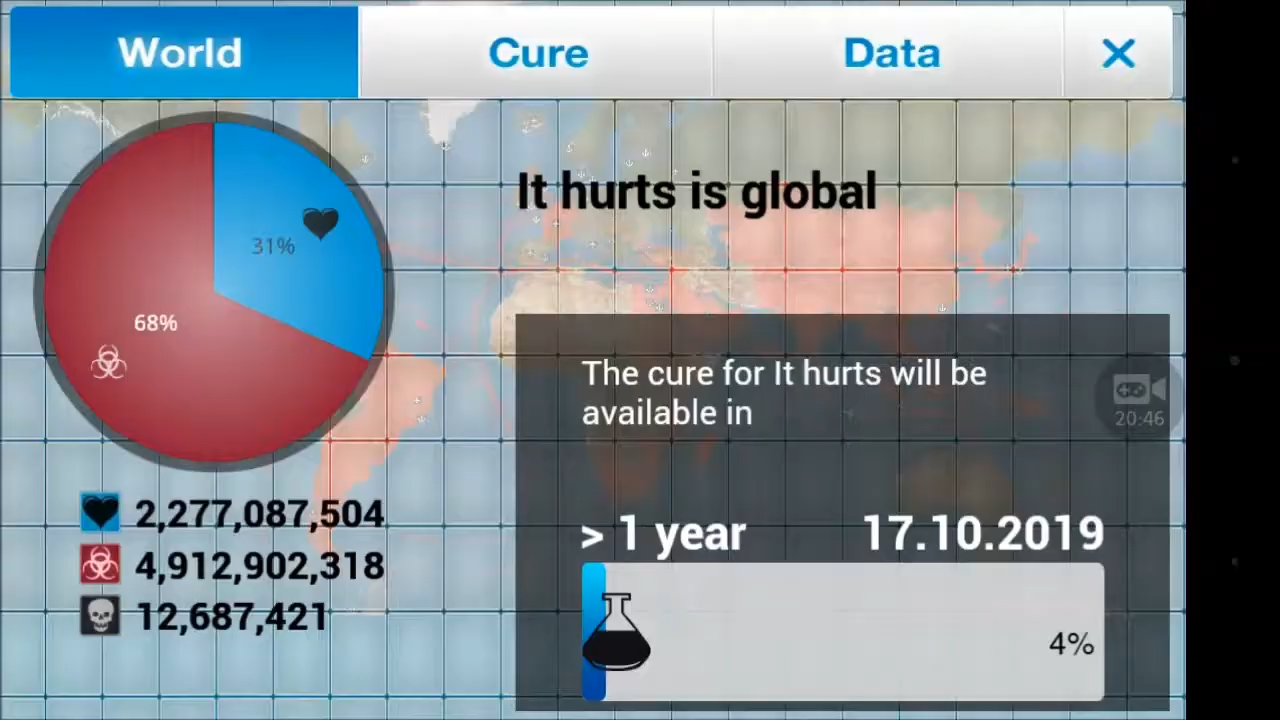 World
Cure
Data
31%
68%
It hurts is global
The cure for It hurts will be
available in
> 1 year
17.10.2019
4%
2,277,087,504
4,912,902,318
12,687,421
20:46